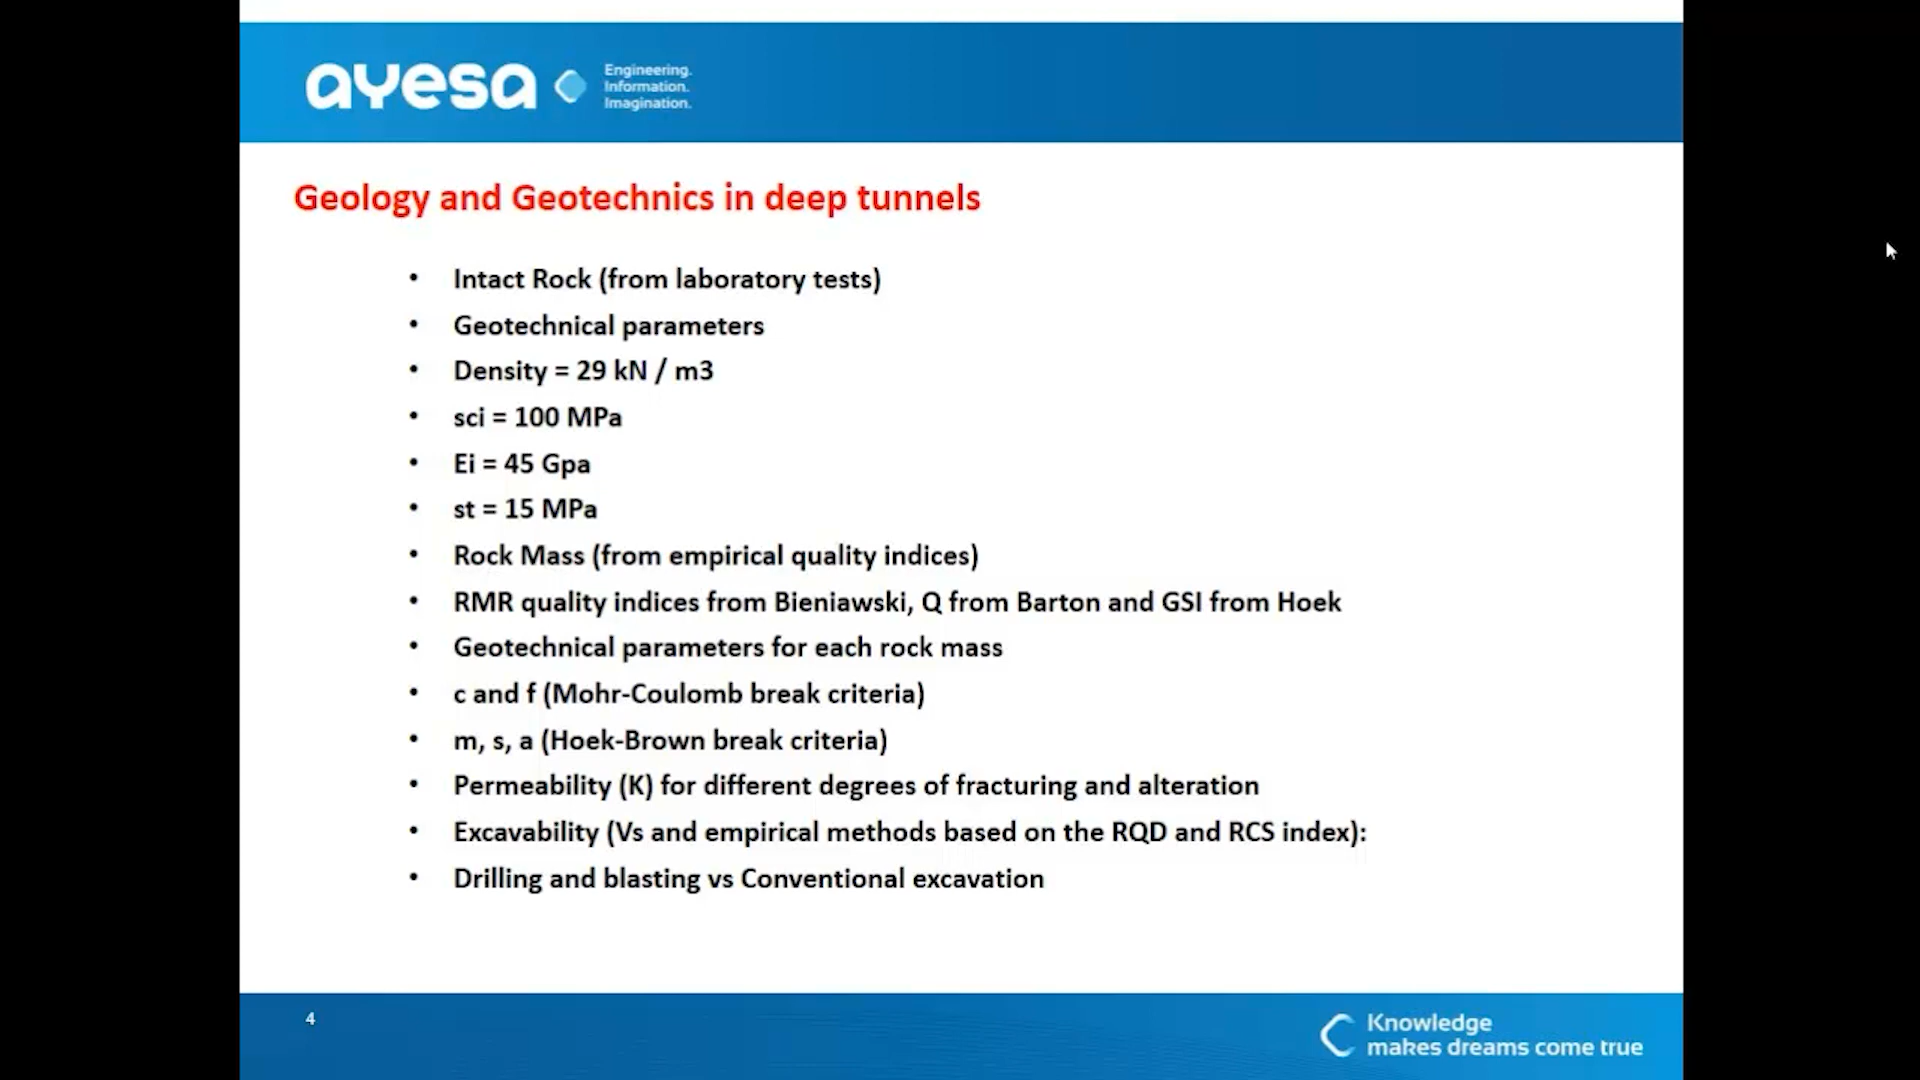 ayesa
Engineering.
Information.
Imagination.
Geology and Geotechnics in deep tunnels
• Intact Rock (from laboratory tests)
• Geotechnical parameters
• Density = 29 kN / m3
• sci = 100 MPa
• Ei = 45 Gpa
• st = 15 MPa
• Rock Mass (from empirical quality indices)
• RMR quality indices from Bieniawski, Q from Barton and GSI from Hoek
• Geotechnical parameters for each rock mass
• c and f (Mohr-Coulomb break criteria)
• m, s, a (Hoek-Brown break criteria)
• Permeability (K) for different degrees of fracturing and alteration
• Excavability (Vs and empirical methods based on the RQD and RCS index):
• Drilling and blasting vs Conventional excavation
4
Knowledge
makes dreams come true